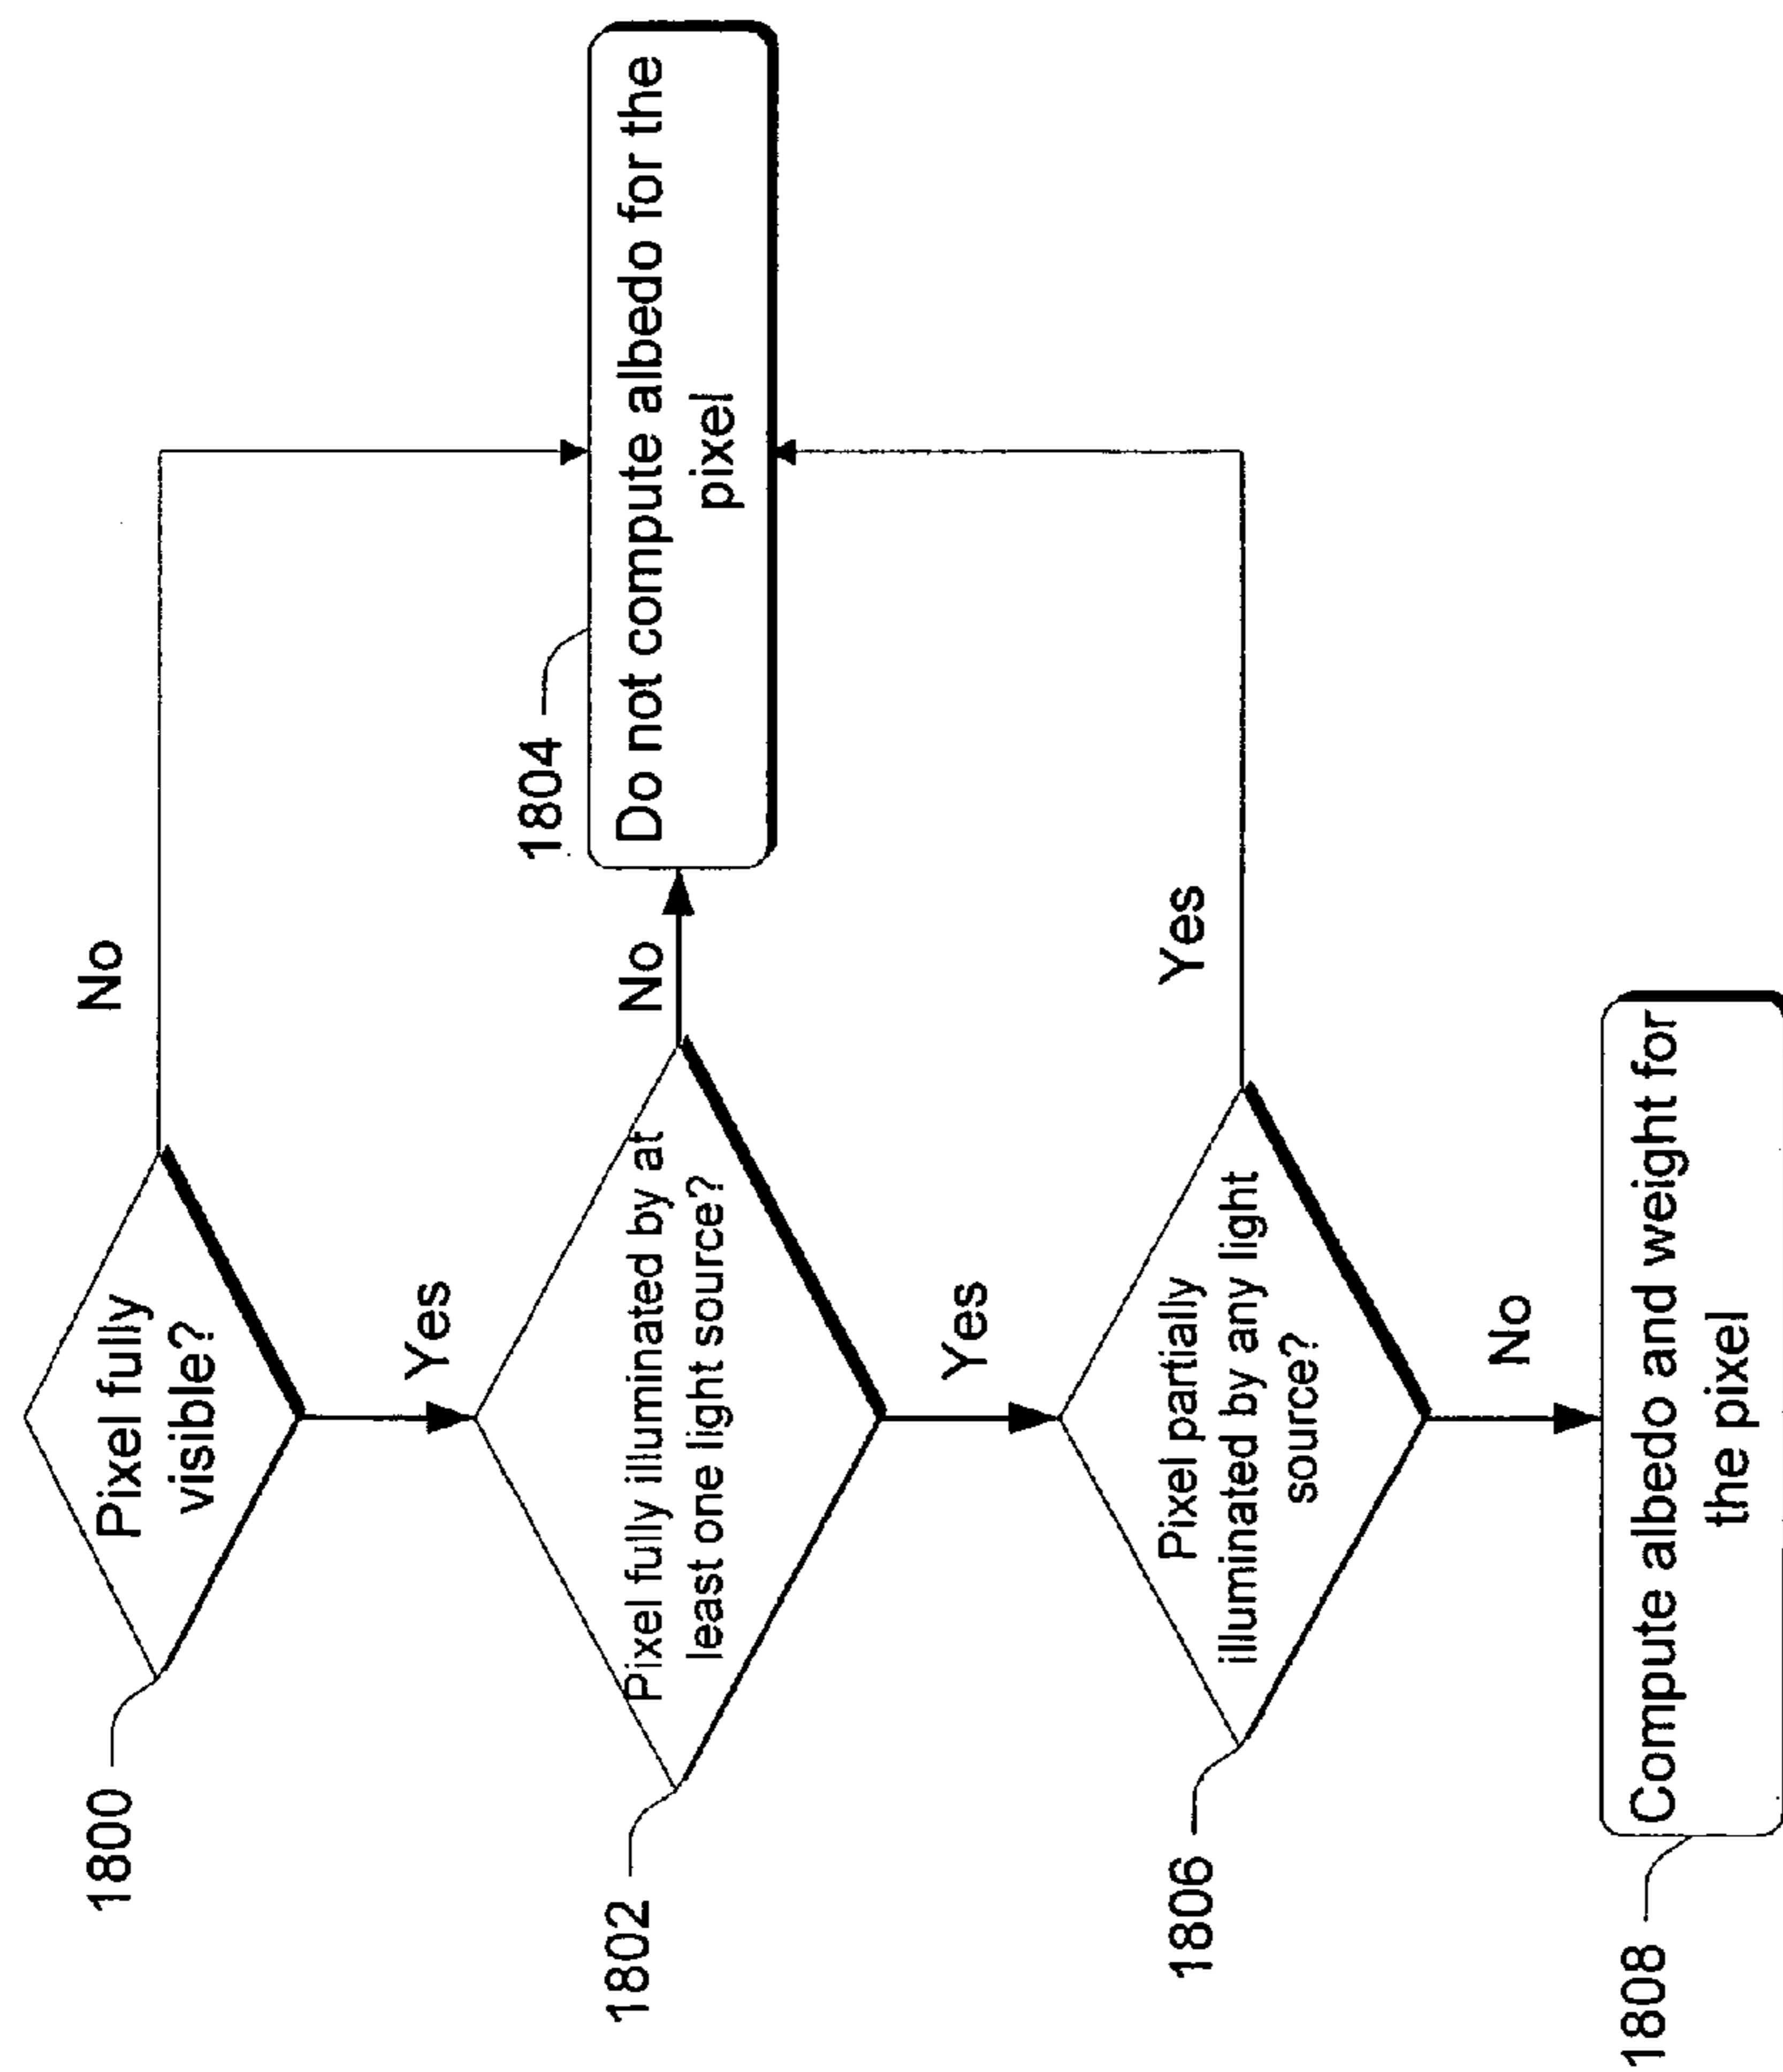 1800
Pixel fully
visible?
No
Yes
1802
Pixel fully illuminated by at
least one light source?
No
1804
Do not compute albedo for the
pixel
Yes
1806
Pixel partially
illuminated by any light
source?
Yes
No
1808
Compute albedo and weight for
the pixel